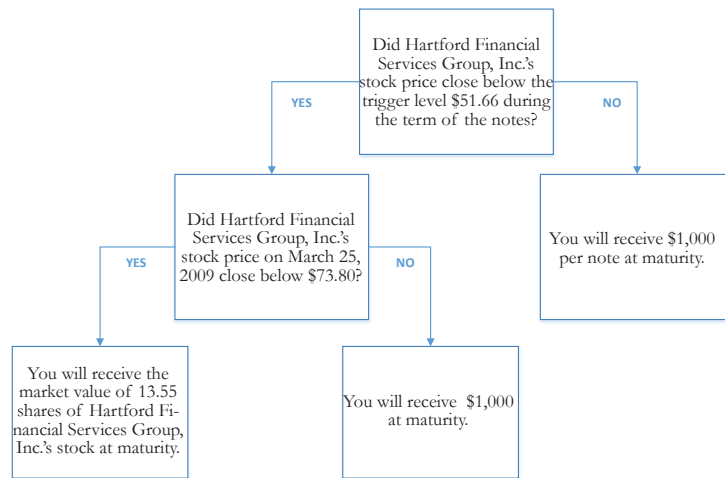 Did Hartford Financial
Services Group, Inc.'s
stock price close below the
trigger level $51.66 during
the term of the notes?
YES
NO
Did Hartford Financial
Services Group, Inc.'s
stock price on March 25,
2009 close below $73.80?
You will receive $1,000
per note at maturity.
YES
NO
You will receive the
market value of 13.55
shares of Hartford Fi-
nancial Services Group,
Inc.'s stock at maturity.
You will receive $1,000
at maturity.